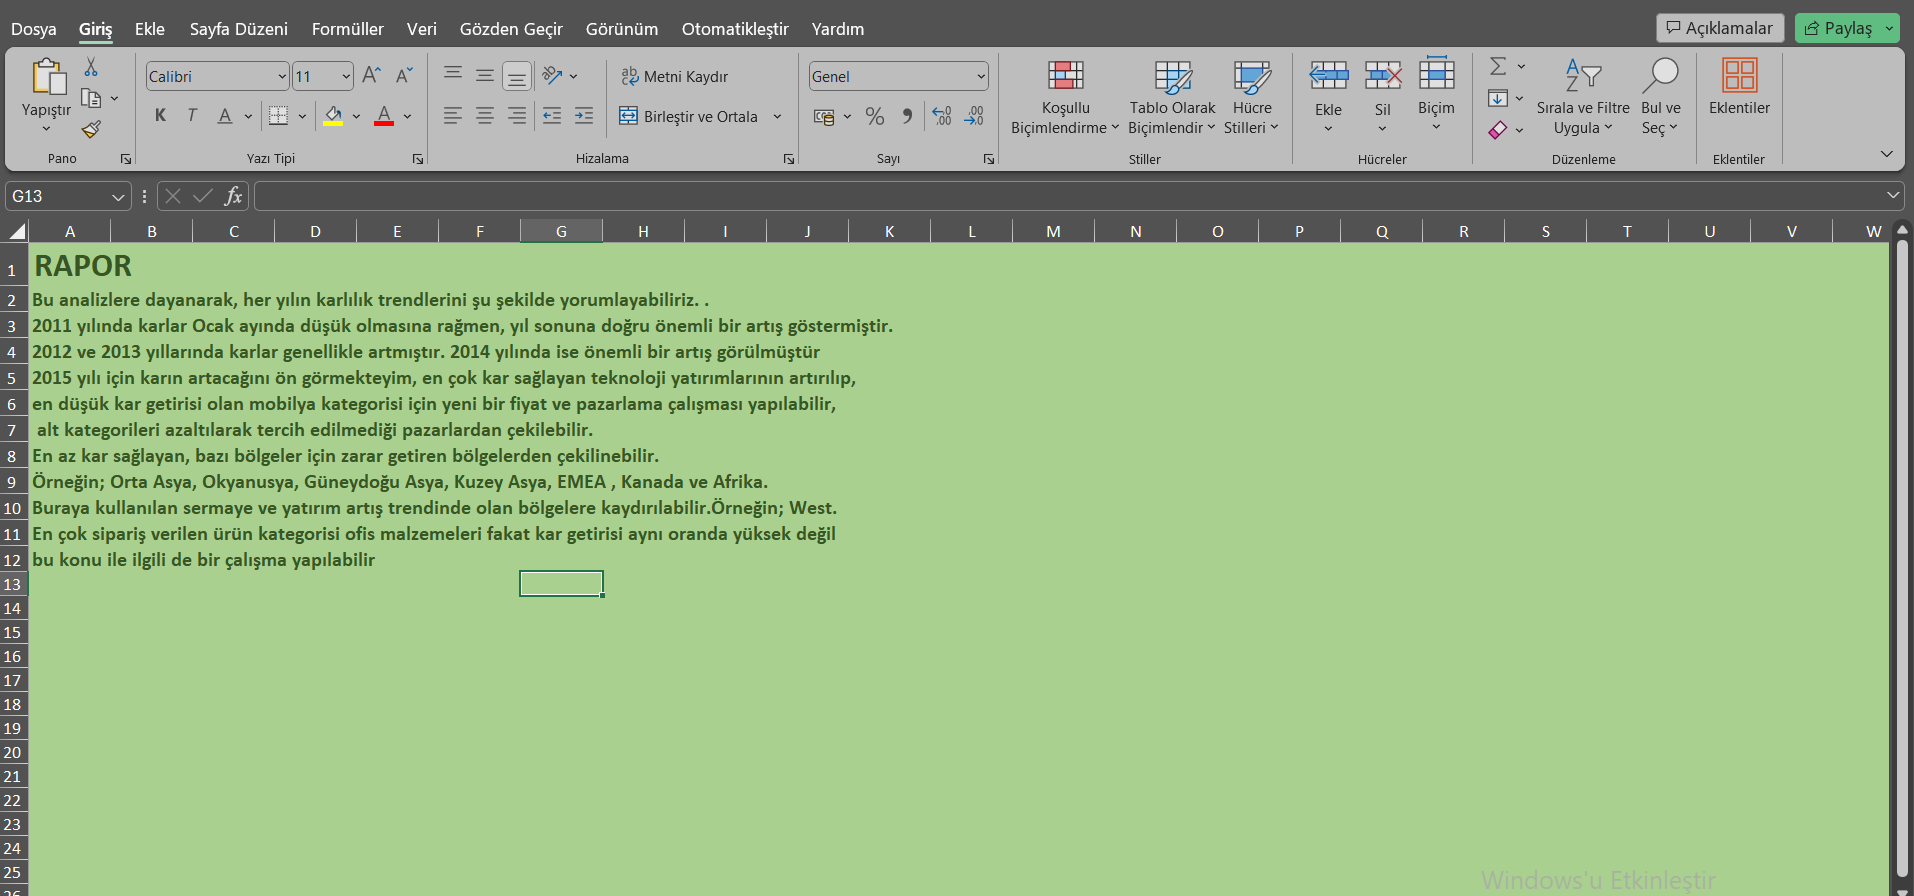 Dosya Giriş Ekle Sayfa Düzeni Formüller Veri Gözden Geçir Görünüm Otomatikleştir Yardım Açıklamalar Paylaş
Yapıştır
Pano
Calibri 11
K T A A
Yazı Tipi
Metni Kaydır
Birleştir ve Ortala
Hizalama
Genel
% ,00 ,00
Sayı
Koşullu Biçimlendirme
Tablo Olarak Biçimlendir
Hücre Stilleri
Stiller
Ekle Sil Biçim
Hücreler
Sırala ve Filtre Uygula
Bul ve Seç
Düzenleme
Eklentiler
Eklentiler
G13 fx
A B C D E F G H I J K L M N O P Q R S T U V W
1 RAPOR
2 Bu analizlere dayanarak, her yılın karlılık trendlerini şu şekilde yorumlayabiliriz. .
3 2011 yılında karlar Ocak ayında düşük olmasına rağmen, yıl sonuna doğru önemli bir artış göstermiştir.
4 2012 ve 2013 yıllarında karlar genellikle artmıştır. 2014 yılında ise önemli bir artış görülmüştür
5 2015 yılı için karın artacağını ön görmekteyim, en çok kar sağlayan teknoloji yatırımlarının artırılıp,
6 en düşük kar getirisi olan mobilya kategorisi için yeni bir fiyat ve pazarlama çalışması yapılabilir,
7 alt kategorileri azaltılarak tercih edilmediği pazarlardan çekilebilir.
8 En az kar sağlayan, bazı bölgeler için zarar getiren bölgelerden çekilinebilir.
9 Örneğin; Orta Asya, Okyanusya, Güneydoğu Asya, Kuzey Asya, EMEA , Kanada ve Afrika.
10 Buraya kullanılan sermaye ve yatırım artış trendinde olan bölgelere kaydırılabilir.Örneğin; West.
11 En çok sipariş verilen ürün kategorisi ofis malzemeleri fakat kar getirisi aynı oranda yüksek değil
12 bu konu ile ilgili de bir çalışma yapılabilir
13
14
15
16
17
18
19
20
21
22
23
24
25
26
Windows'u Etkinleştir